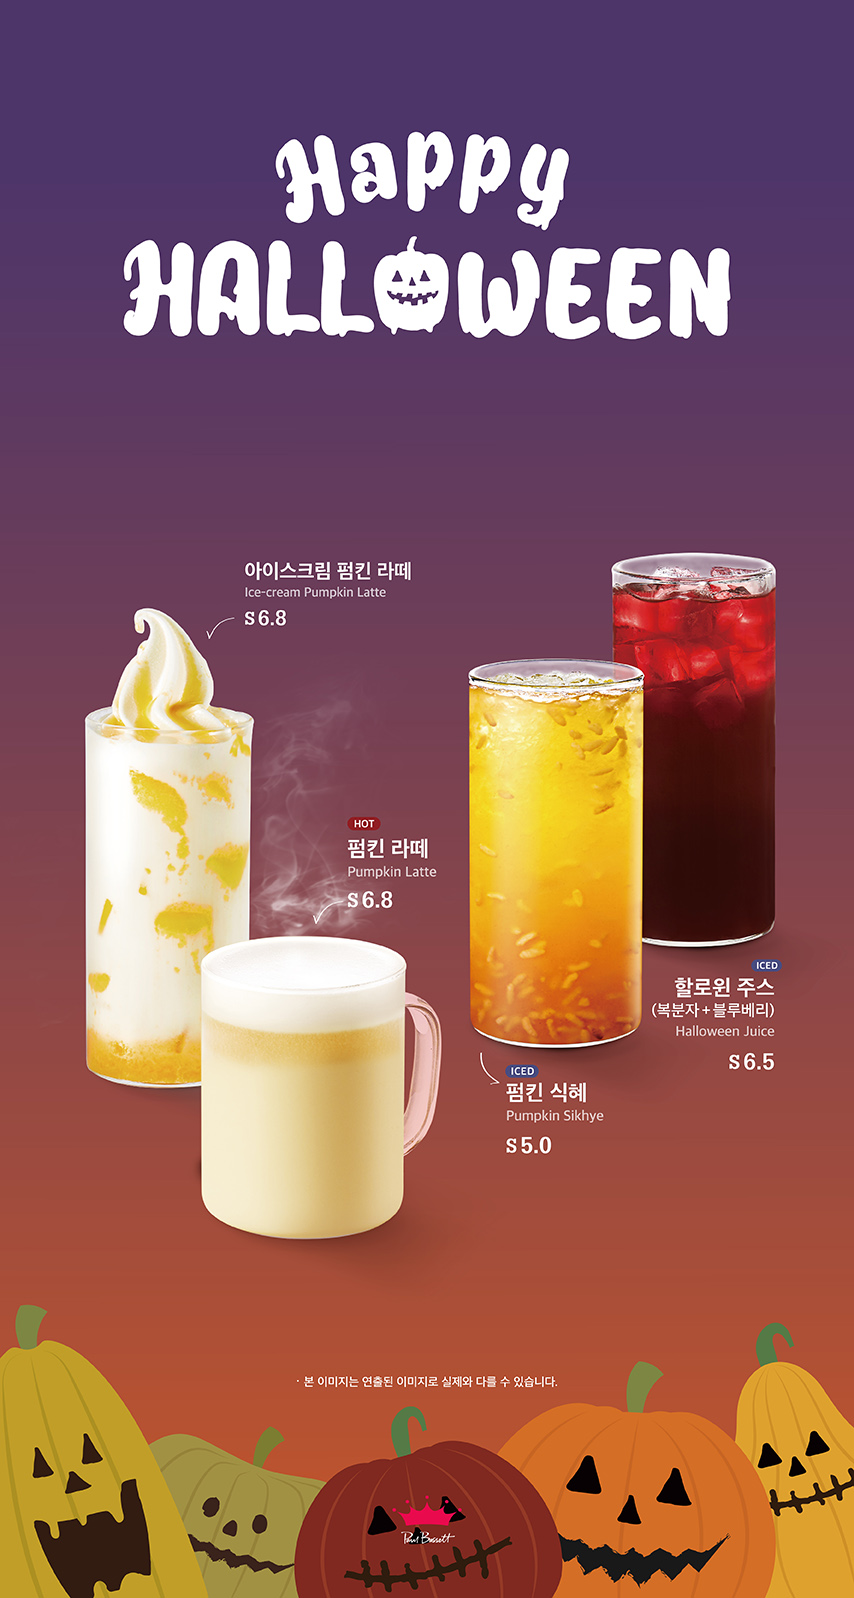 Happy
HALLOWEEN
아이스크림 펌킨 라떼
Ice-cream Pumpkin Latte
S 6.8
HOT
펌킨 라떼
Pumpkin Latte
S 6.8
ICED
할로윈 주스
(복분자+블루베리)
Halloween Juice
S 6.5
ICED
펌킨 식혜
Pumpkin Sikhye
S 5.0
· 본 이미지는 연출된 이미지로 실제와 다를 수 있습니다.
Paul Bassett